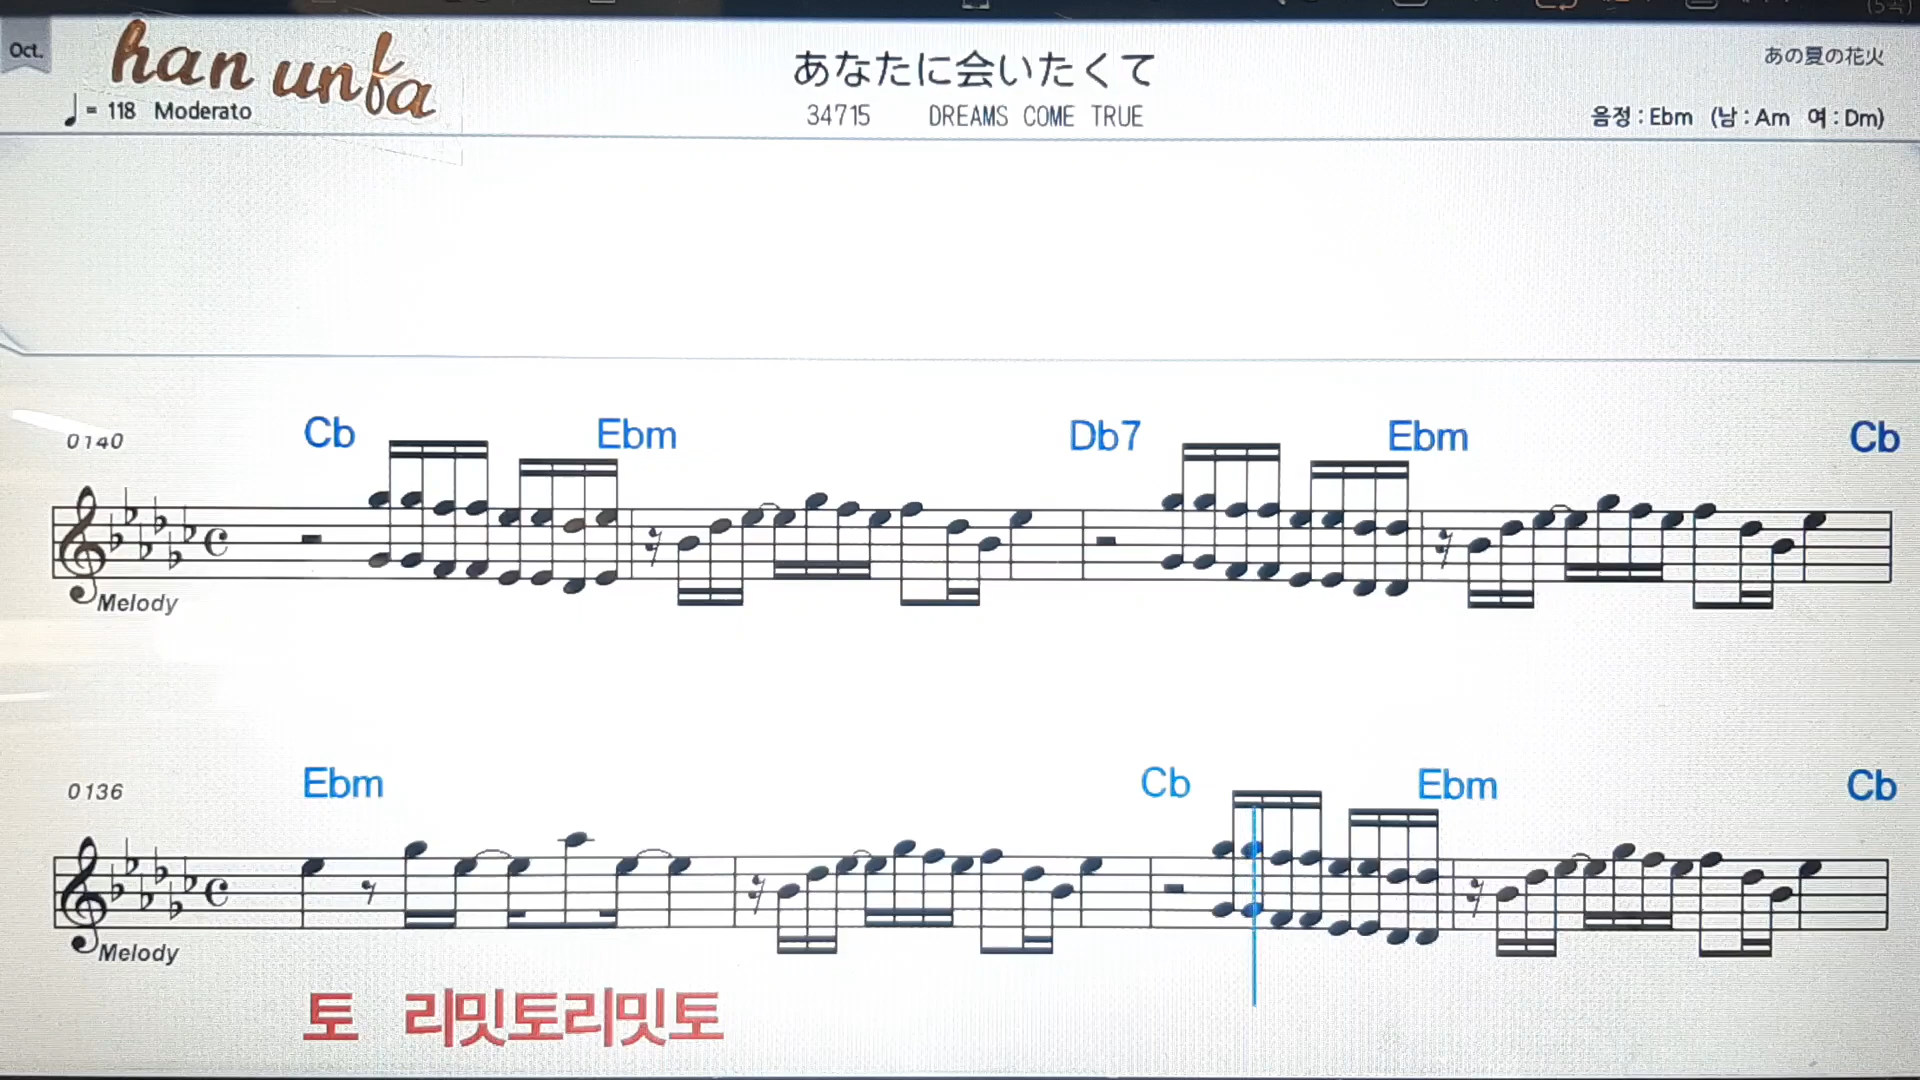 (5곡)
Oct.
han unfa
あなたに会いたくて
あの夏の花火
= 118 Moderato
34715 DREAMS COME TRUE
음정 : Ebm (남 : Am 여 : Dm)
Cb Ebm Db7 Ebm Cb
0140
Melody
Ebm Cb Ebm Cb
0136
Melody
토 리밋토리밋토